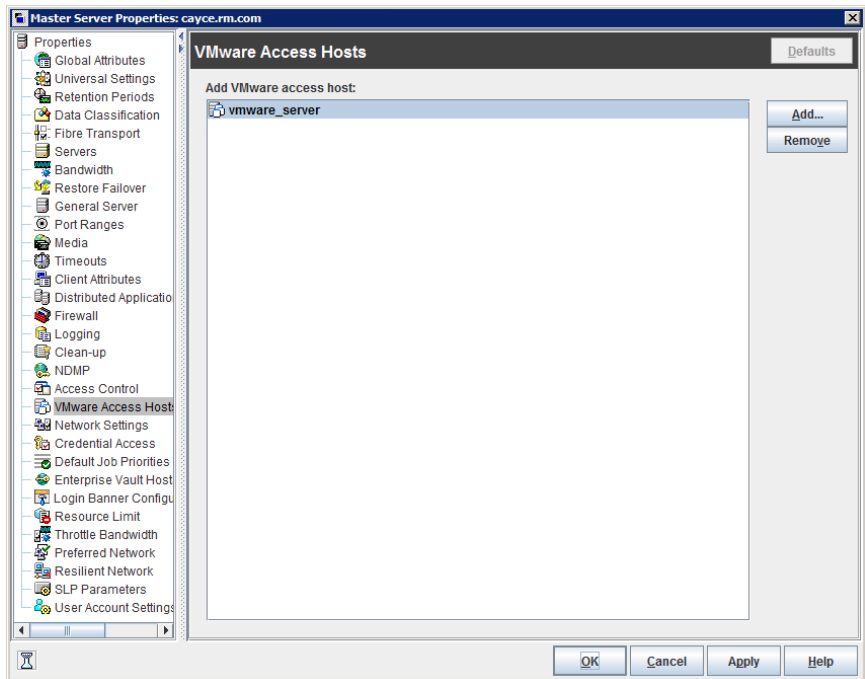 Master Server Properties: cayce.rm.com
Properties
Global Attributes
Universal Settings
Retention Periods
Data Classification
Fibre Transport
Servers
Bandwidth
Restore Failover
General Server
Port Ranges
Media
Timeouts
Client Attributes
Distributed Applicatio
Firewall
Logging
Clean-up
NDMP
Access Control
VMware Access Hosts
Network Settings
Credential Access
Default Job Priorities
Enterprise Vault Host
Login Banner Configu
Resource Limit
Throttle Bandwidth
Preferred Network
Resilient Network
SLP Parameters
User Account Settings
VMware Access Hosts
Defaults
Add VMware access host:
vmware_server
Add...
Remove
OK
Cancel
Apply
Help